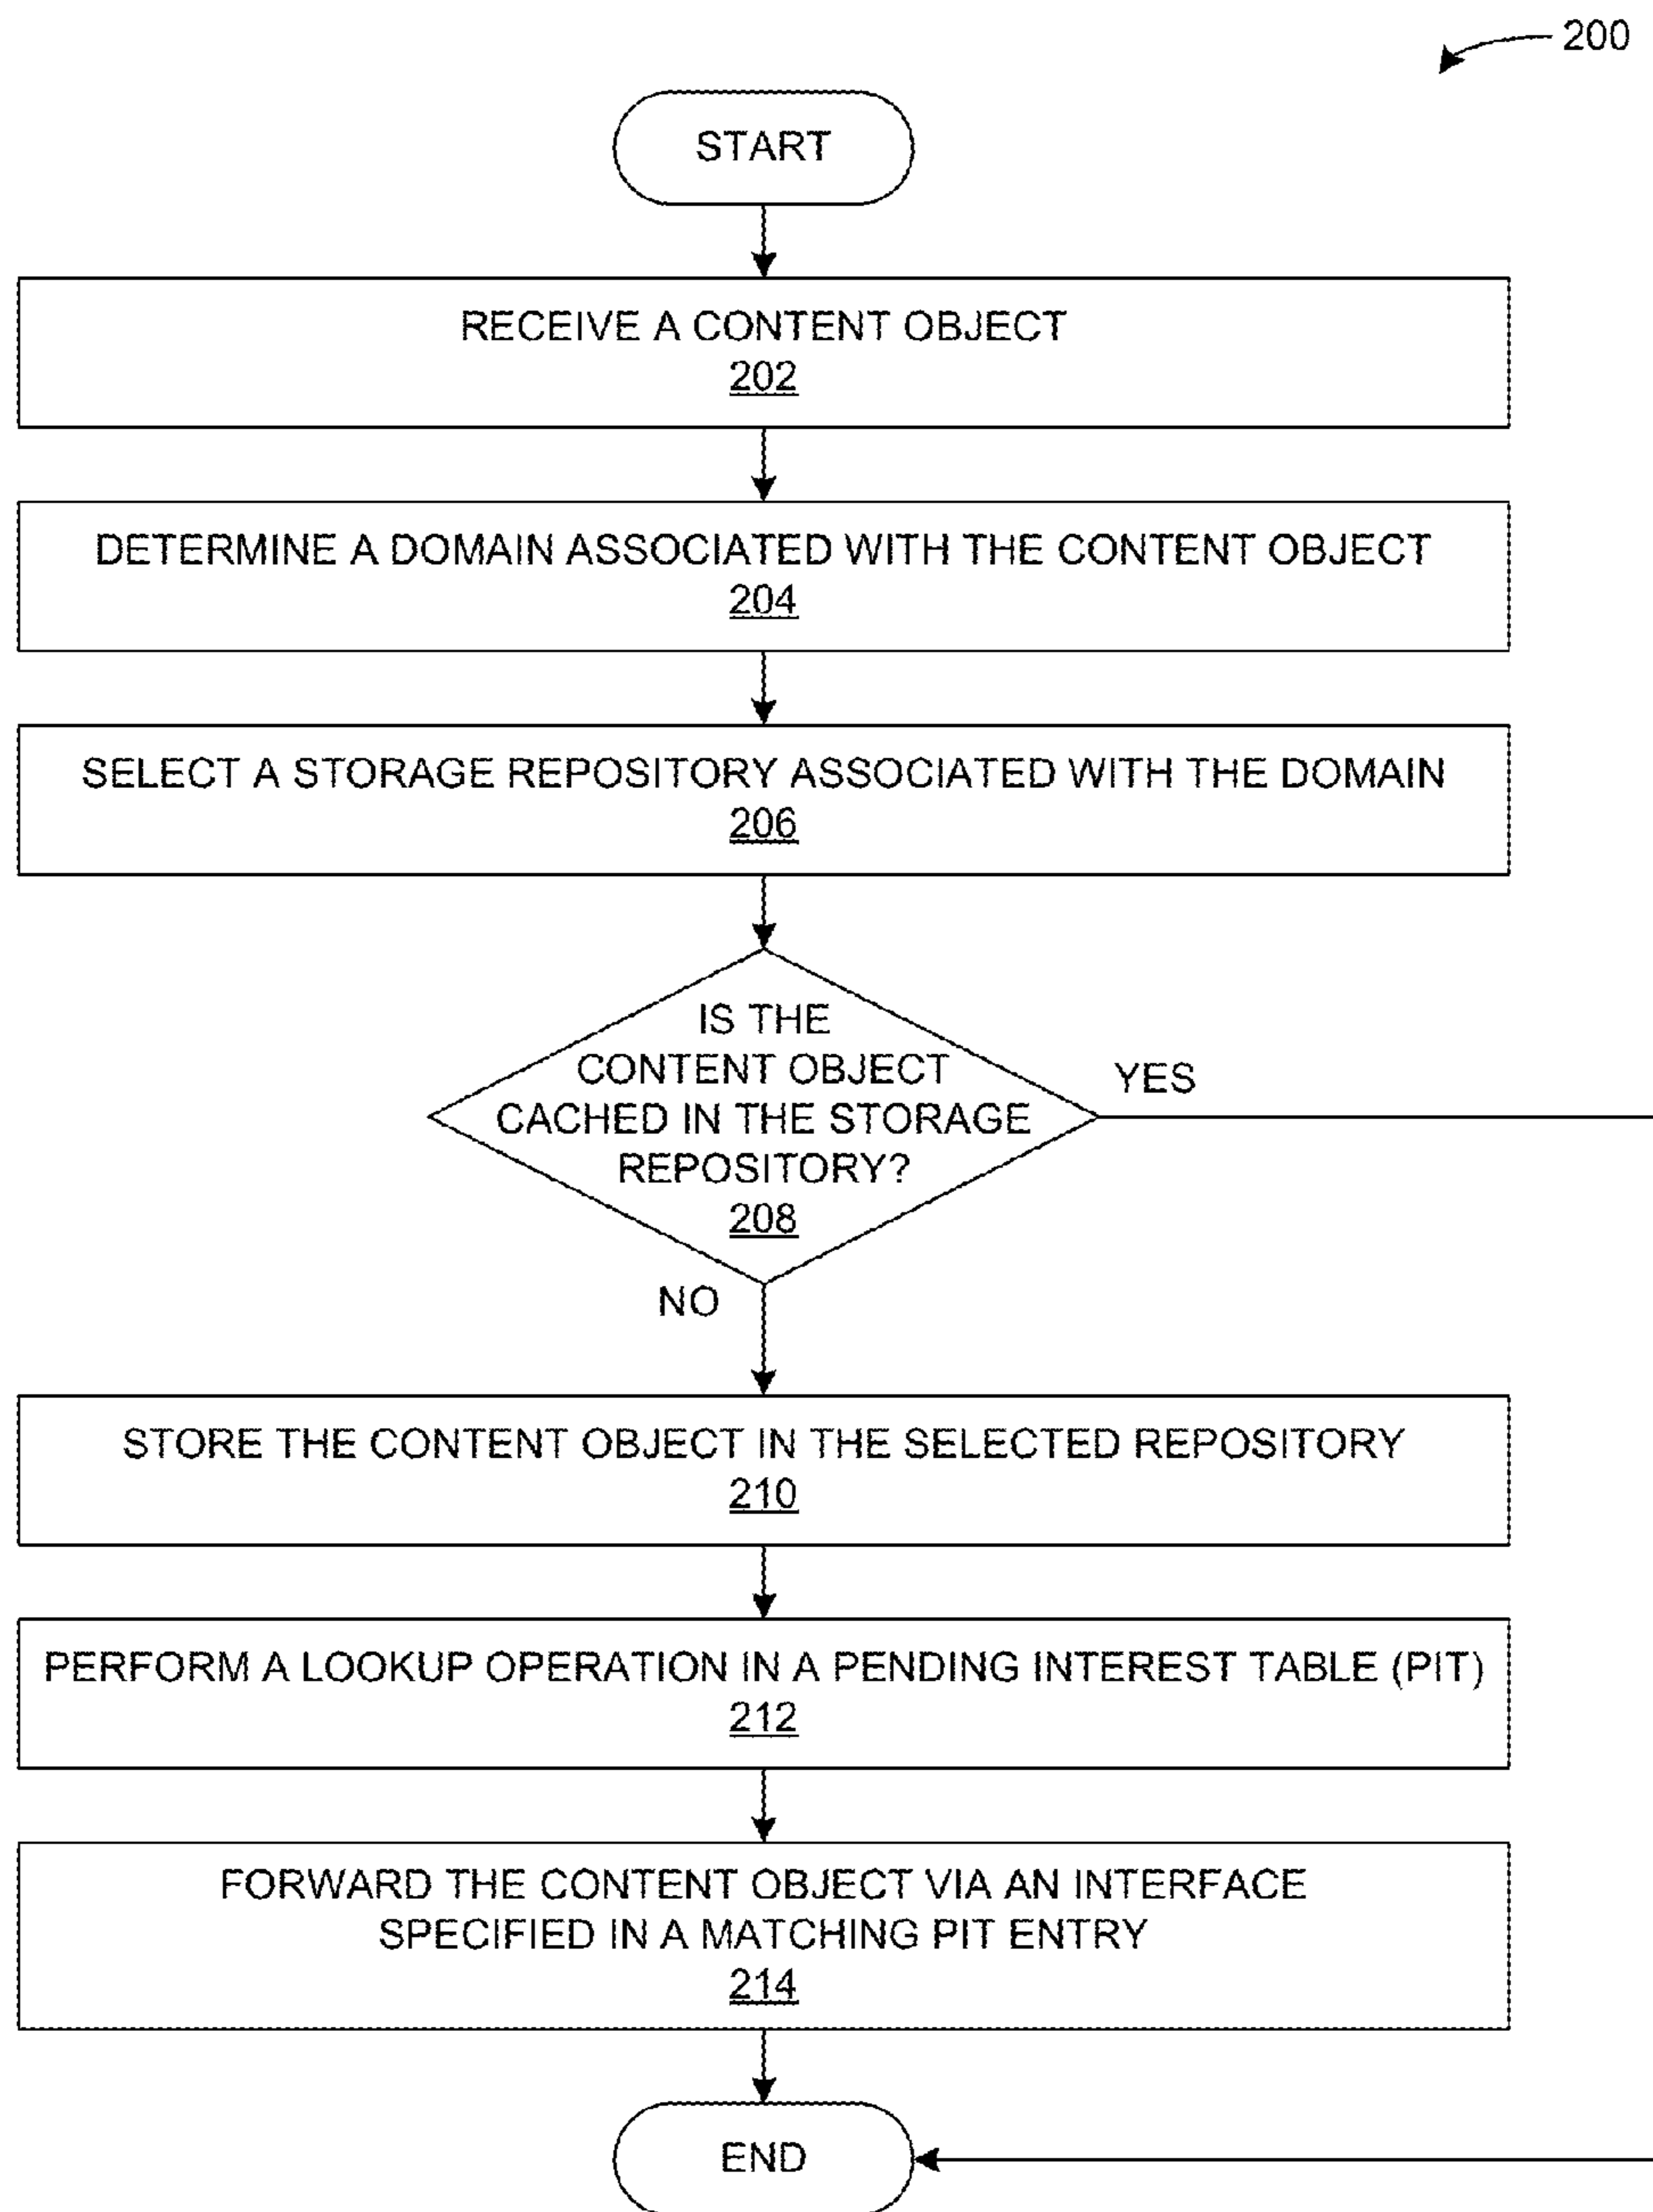 200
START
RECEIVE A CONTENT OBJECT
202
DETERMINE A DOMAIN ASSOCIATED WITH THE CONTENT OBJECT
204
SELECT A STORAGE REPOSITORY ASSOCIATED WITH THE DOMAIN
206
IS THE
CONTENT OBJECT
CACHED IN THE STORAGE
REPOSITORY?
208
YES
NO
STORE THE CONTENT OBJECT IN THE SELECTED REPOSITORY
210
PERFORM A LOOKUP OPERATION IN A PENDING INTEREST TABLE (PIT)
212
FORWARD THE CONTENT OBJECT VIA AN INTERFACE
SPECIFIED IN A MATCHING PIT ENTRY
214
END